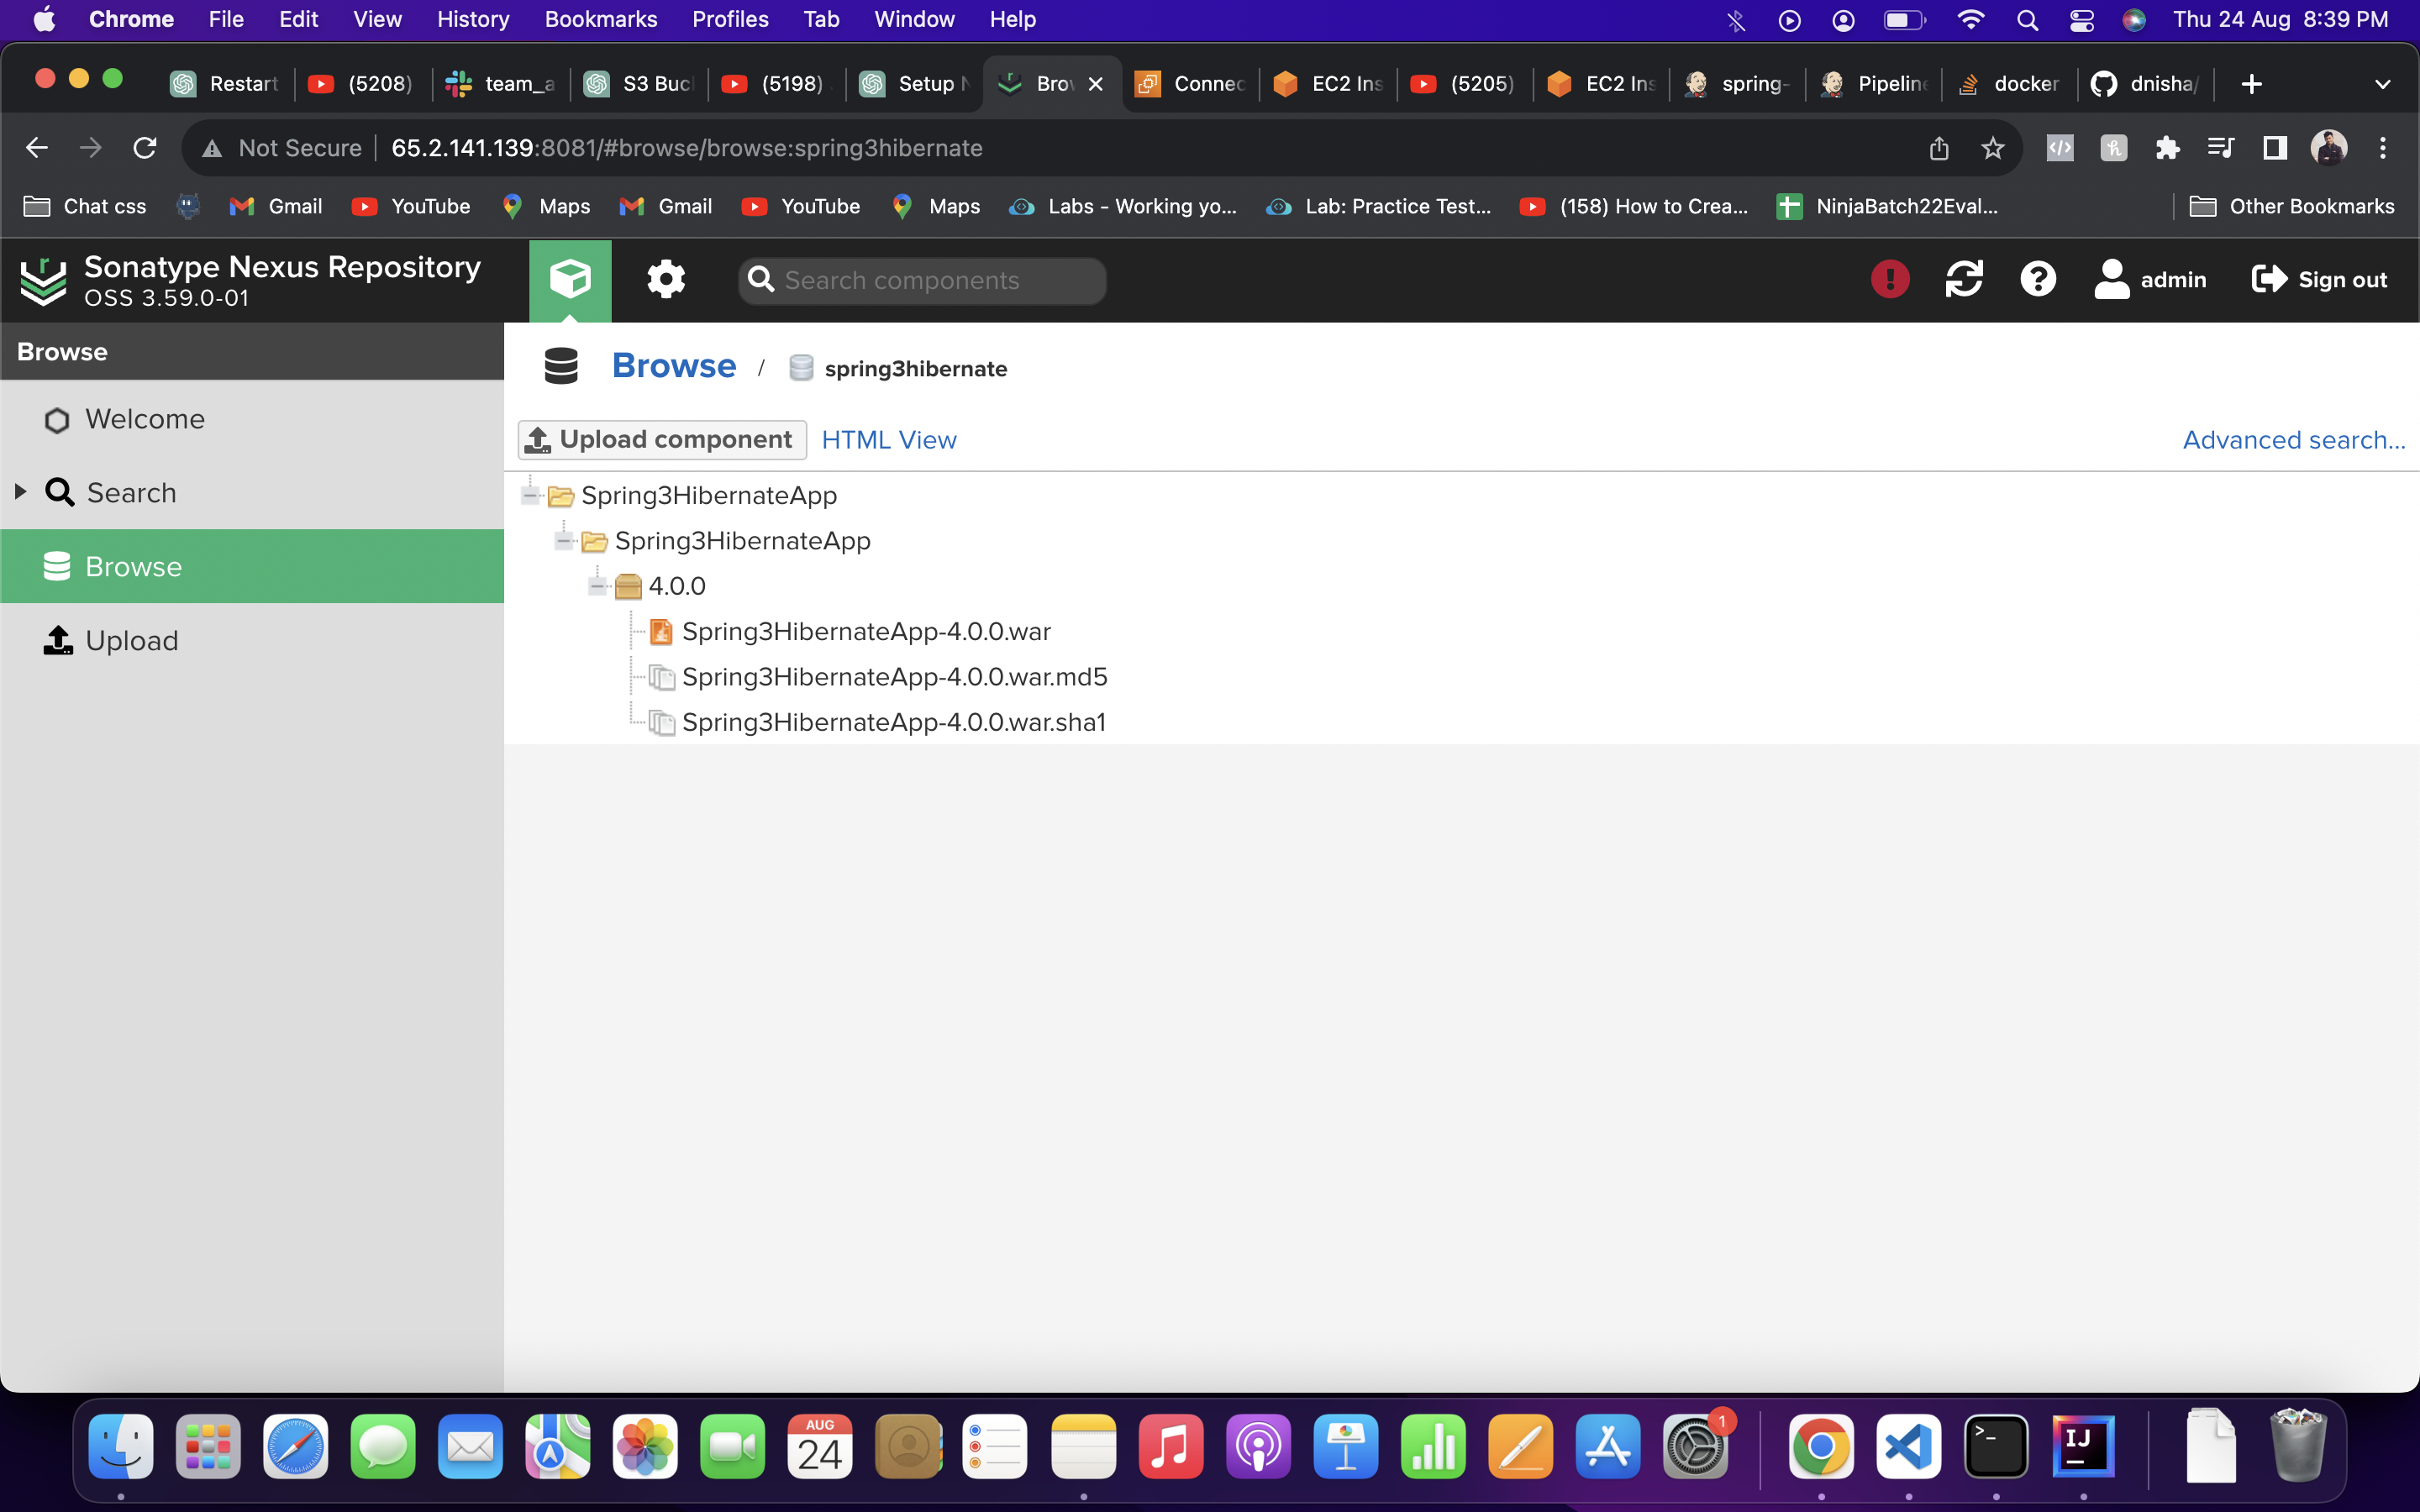 Chrome File Edit View History Bookmarks Profiles Tab Window Help Thu 24 Aug 8:39 PM
Restart (5208) team_a S3 Buc (5198) Setup N Brow Connec EC2 Ins (5205) EC2 Ins spring- Pipeline docker dnisha/
Not Secure 65.2.141.139:8081/#browse/browse:spring3hibernate
Chat css Gmail YouTube Maps Gmail YouTube Maps Labs - Working yo... Lab: Practice Test... (158) How to Crea... NinjaBatch22Eval... Other Bookmarks
Sonatype Nexus Repository
OSS 3.59.0-01
Search components
admin Sign out
Browse
Welcome
Search
Browse
Upload
Browse / spring3hibernate
Upload component HTML View Advanced search...
Spring3HibernateApp
Spring3HibernateApp
4.0.0
Spring3HibernateApp-4.0.0.war
Spring3HibernateApp-4.0.0.war.md5
Spring3HibernateApp-4.0.0.war.sha1
AUG
24
1
IJ